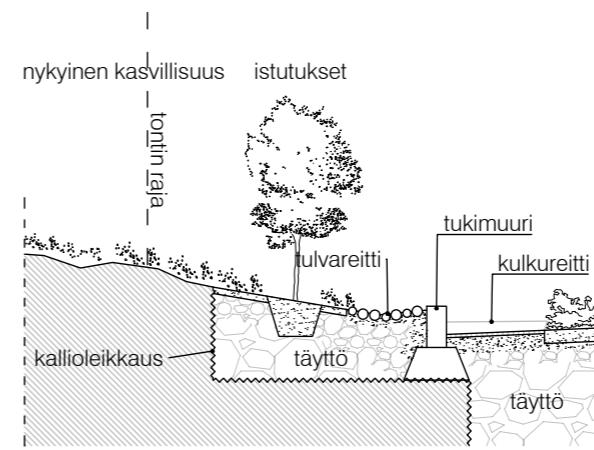 nykyinen kasvillisuus
istutukset
tontin raja
tukimuuri
tulvareitti
kulkureitti
kallioleikkaus
täyttö
täyttö